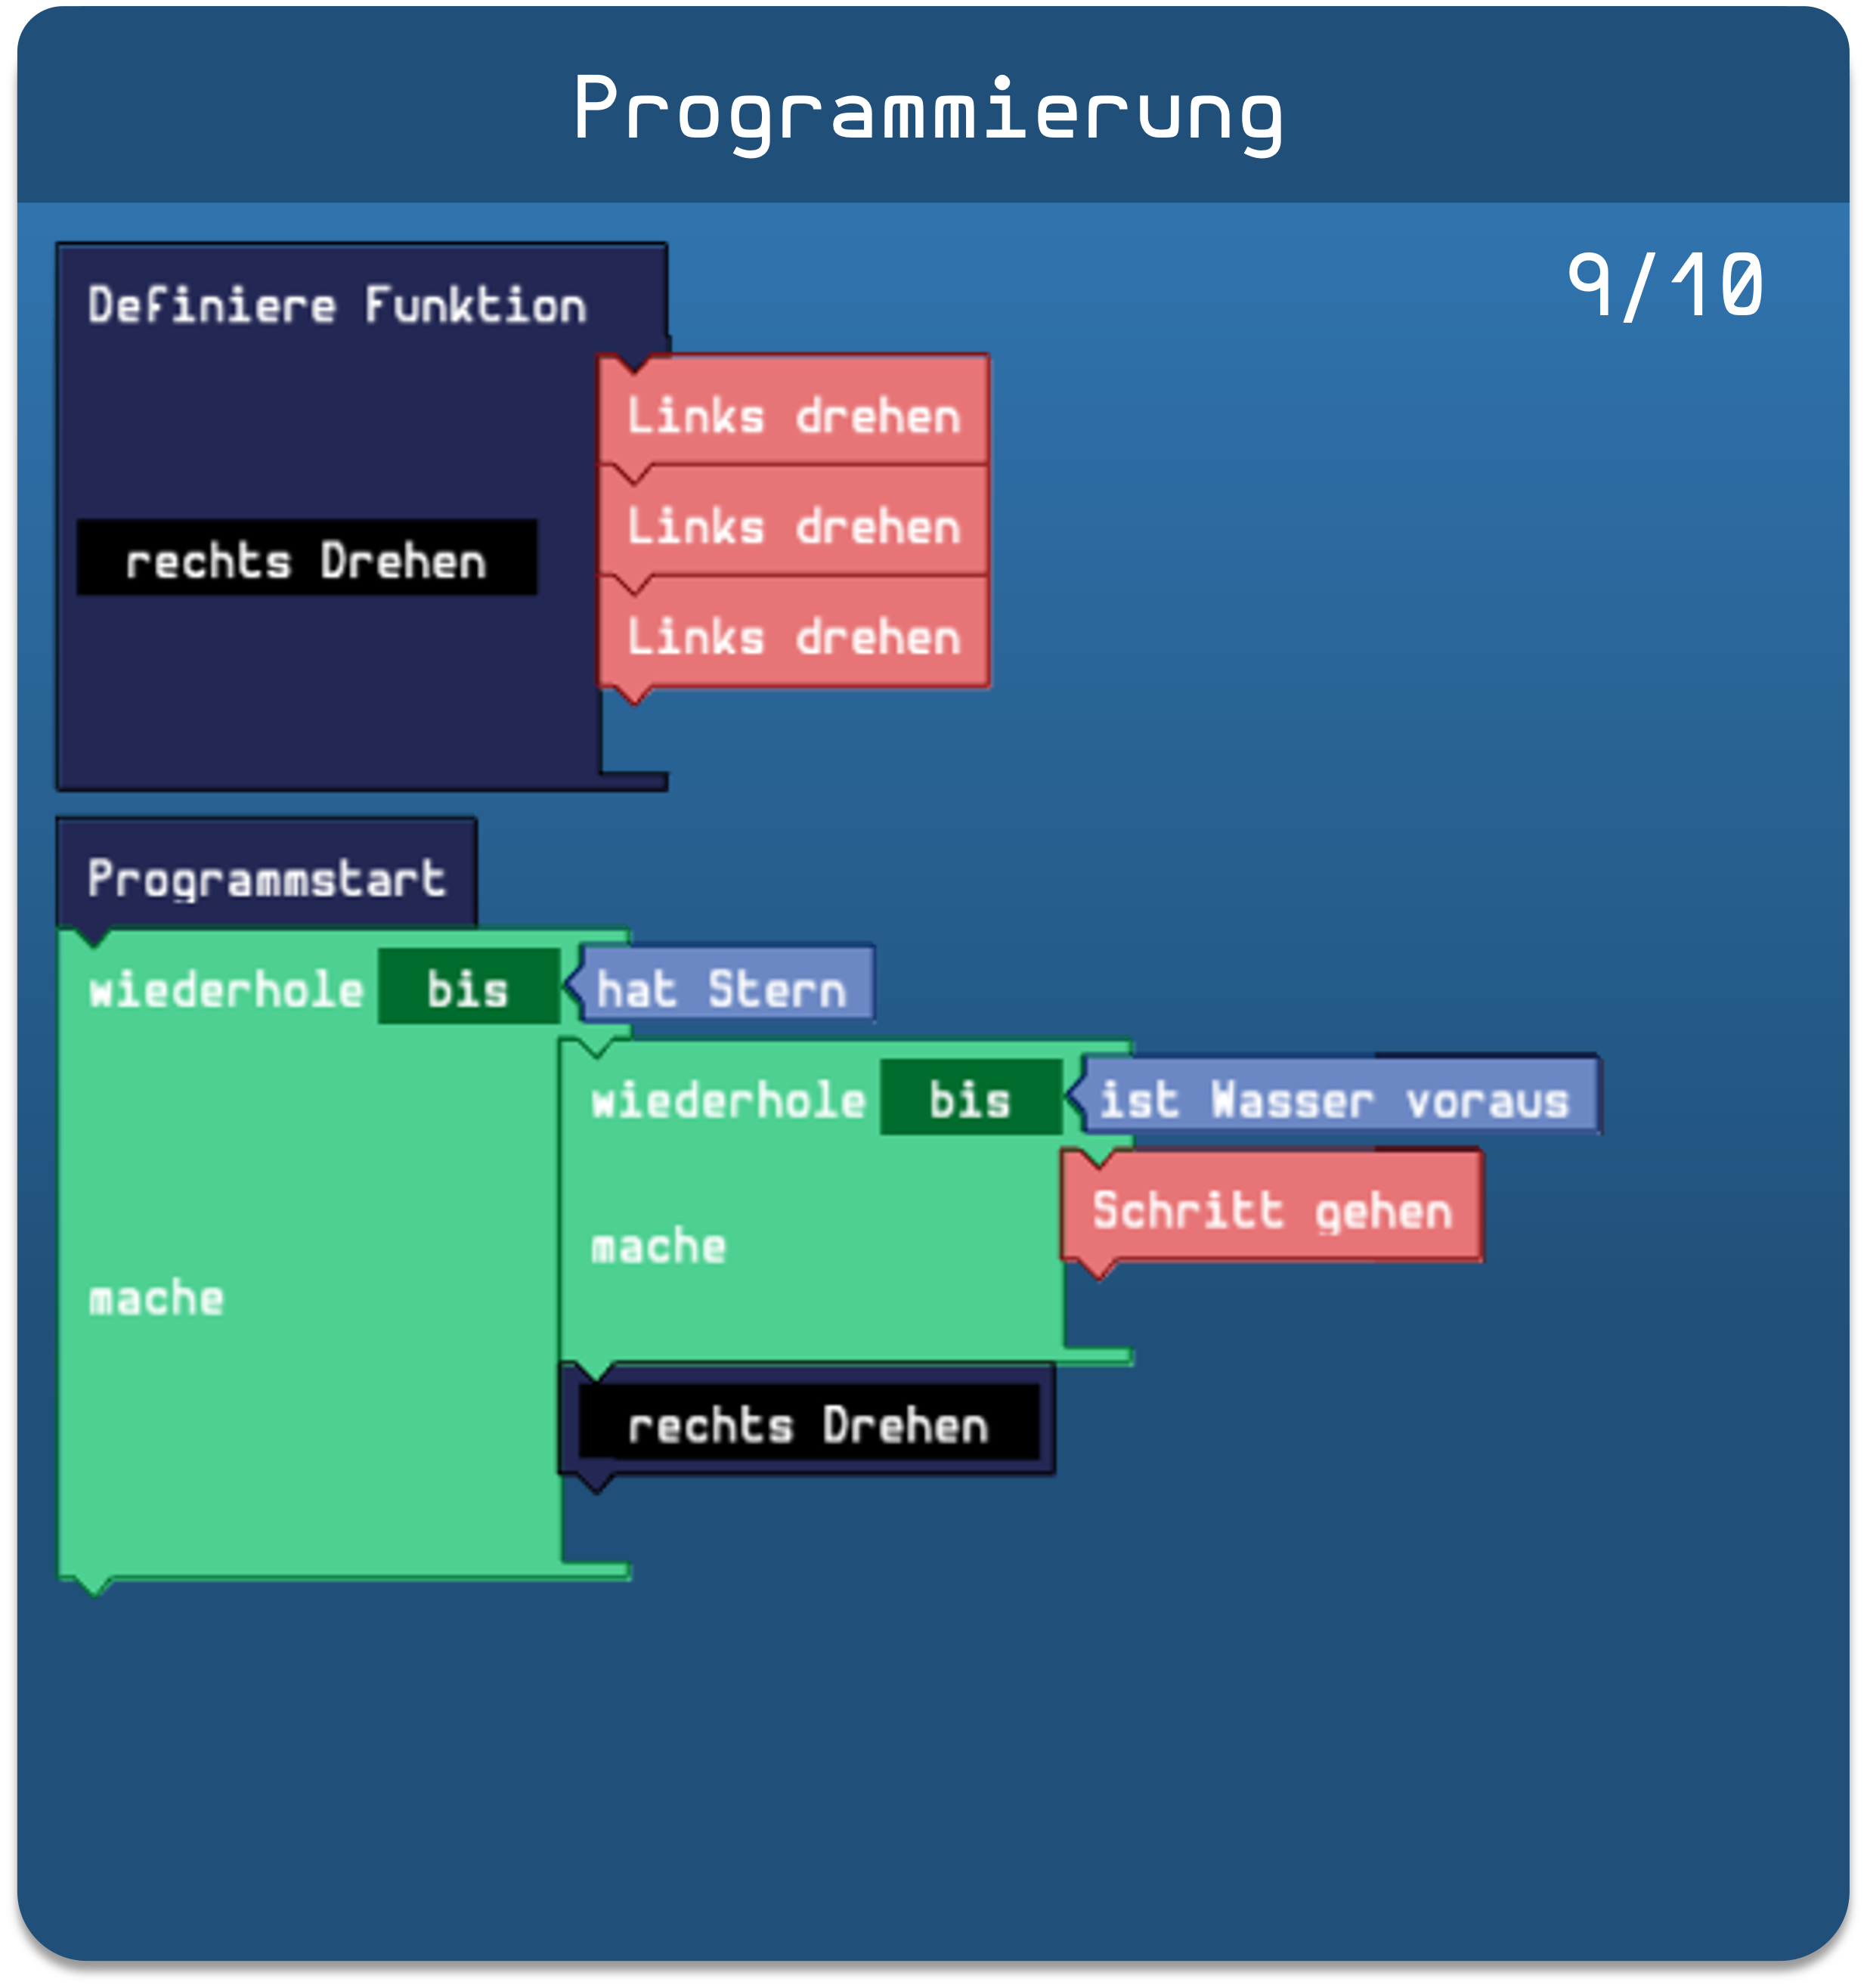 Programmierung
9/10
Definiere Funktion
Links drehen
Links drehen
rechts Drehen
Links drehen
Programmstart
wiederhole bis hat Stern
wiederhole bis ist Wasser voraus
Schritt gehen
mache
mache
rechts Drehen